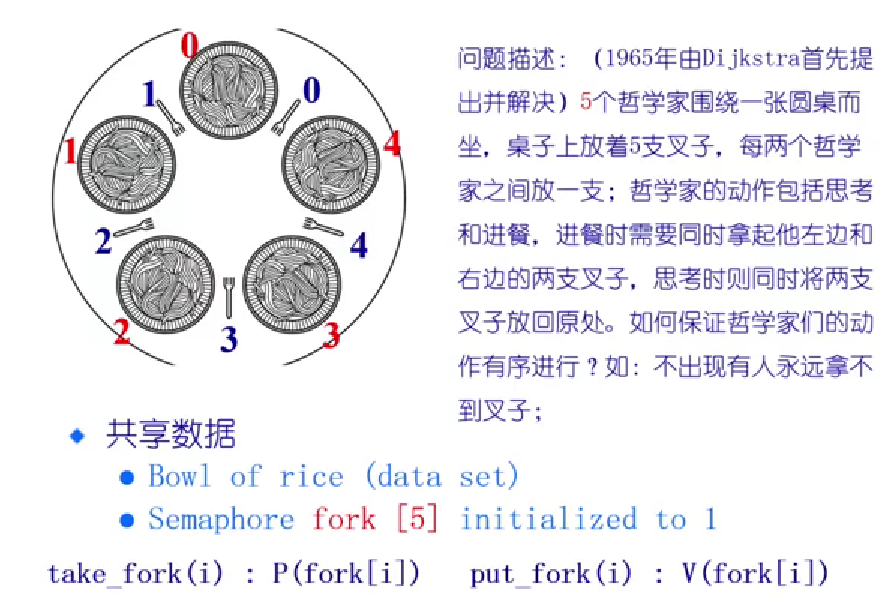 0
1
0
1
4
2
4
2
3
3
问题描述：（1965年由Dijkstra首先提
出并解决）5个哲学家围绕一张圆桌而
坐，桌子上放着5支叉子，每两个哲学
家之间放一支；哲学家的动作包括思考
和进餐，进餐时需要同时拿起他左边和
右边的两支叉子，思考时则同时将两支
叉子放回原处。如何保证哲学家们的动
作有序进行？如：不出现有人永远拿不
到叉子；
共享数据
Bowl of rice (data set)
Semaphore fork [5] initialized to 1
take_fork(i) : P(fork[i]) put_fork(i) : V(fork[i])